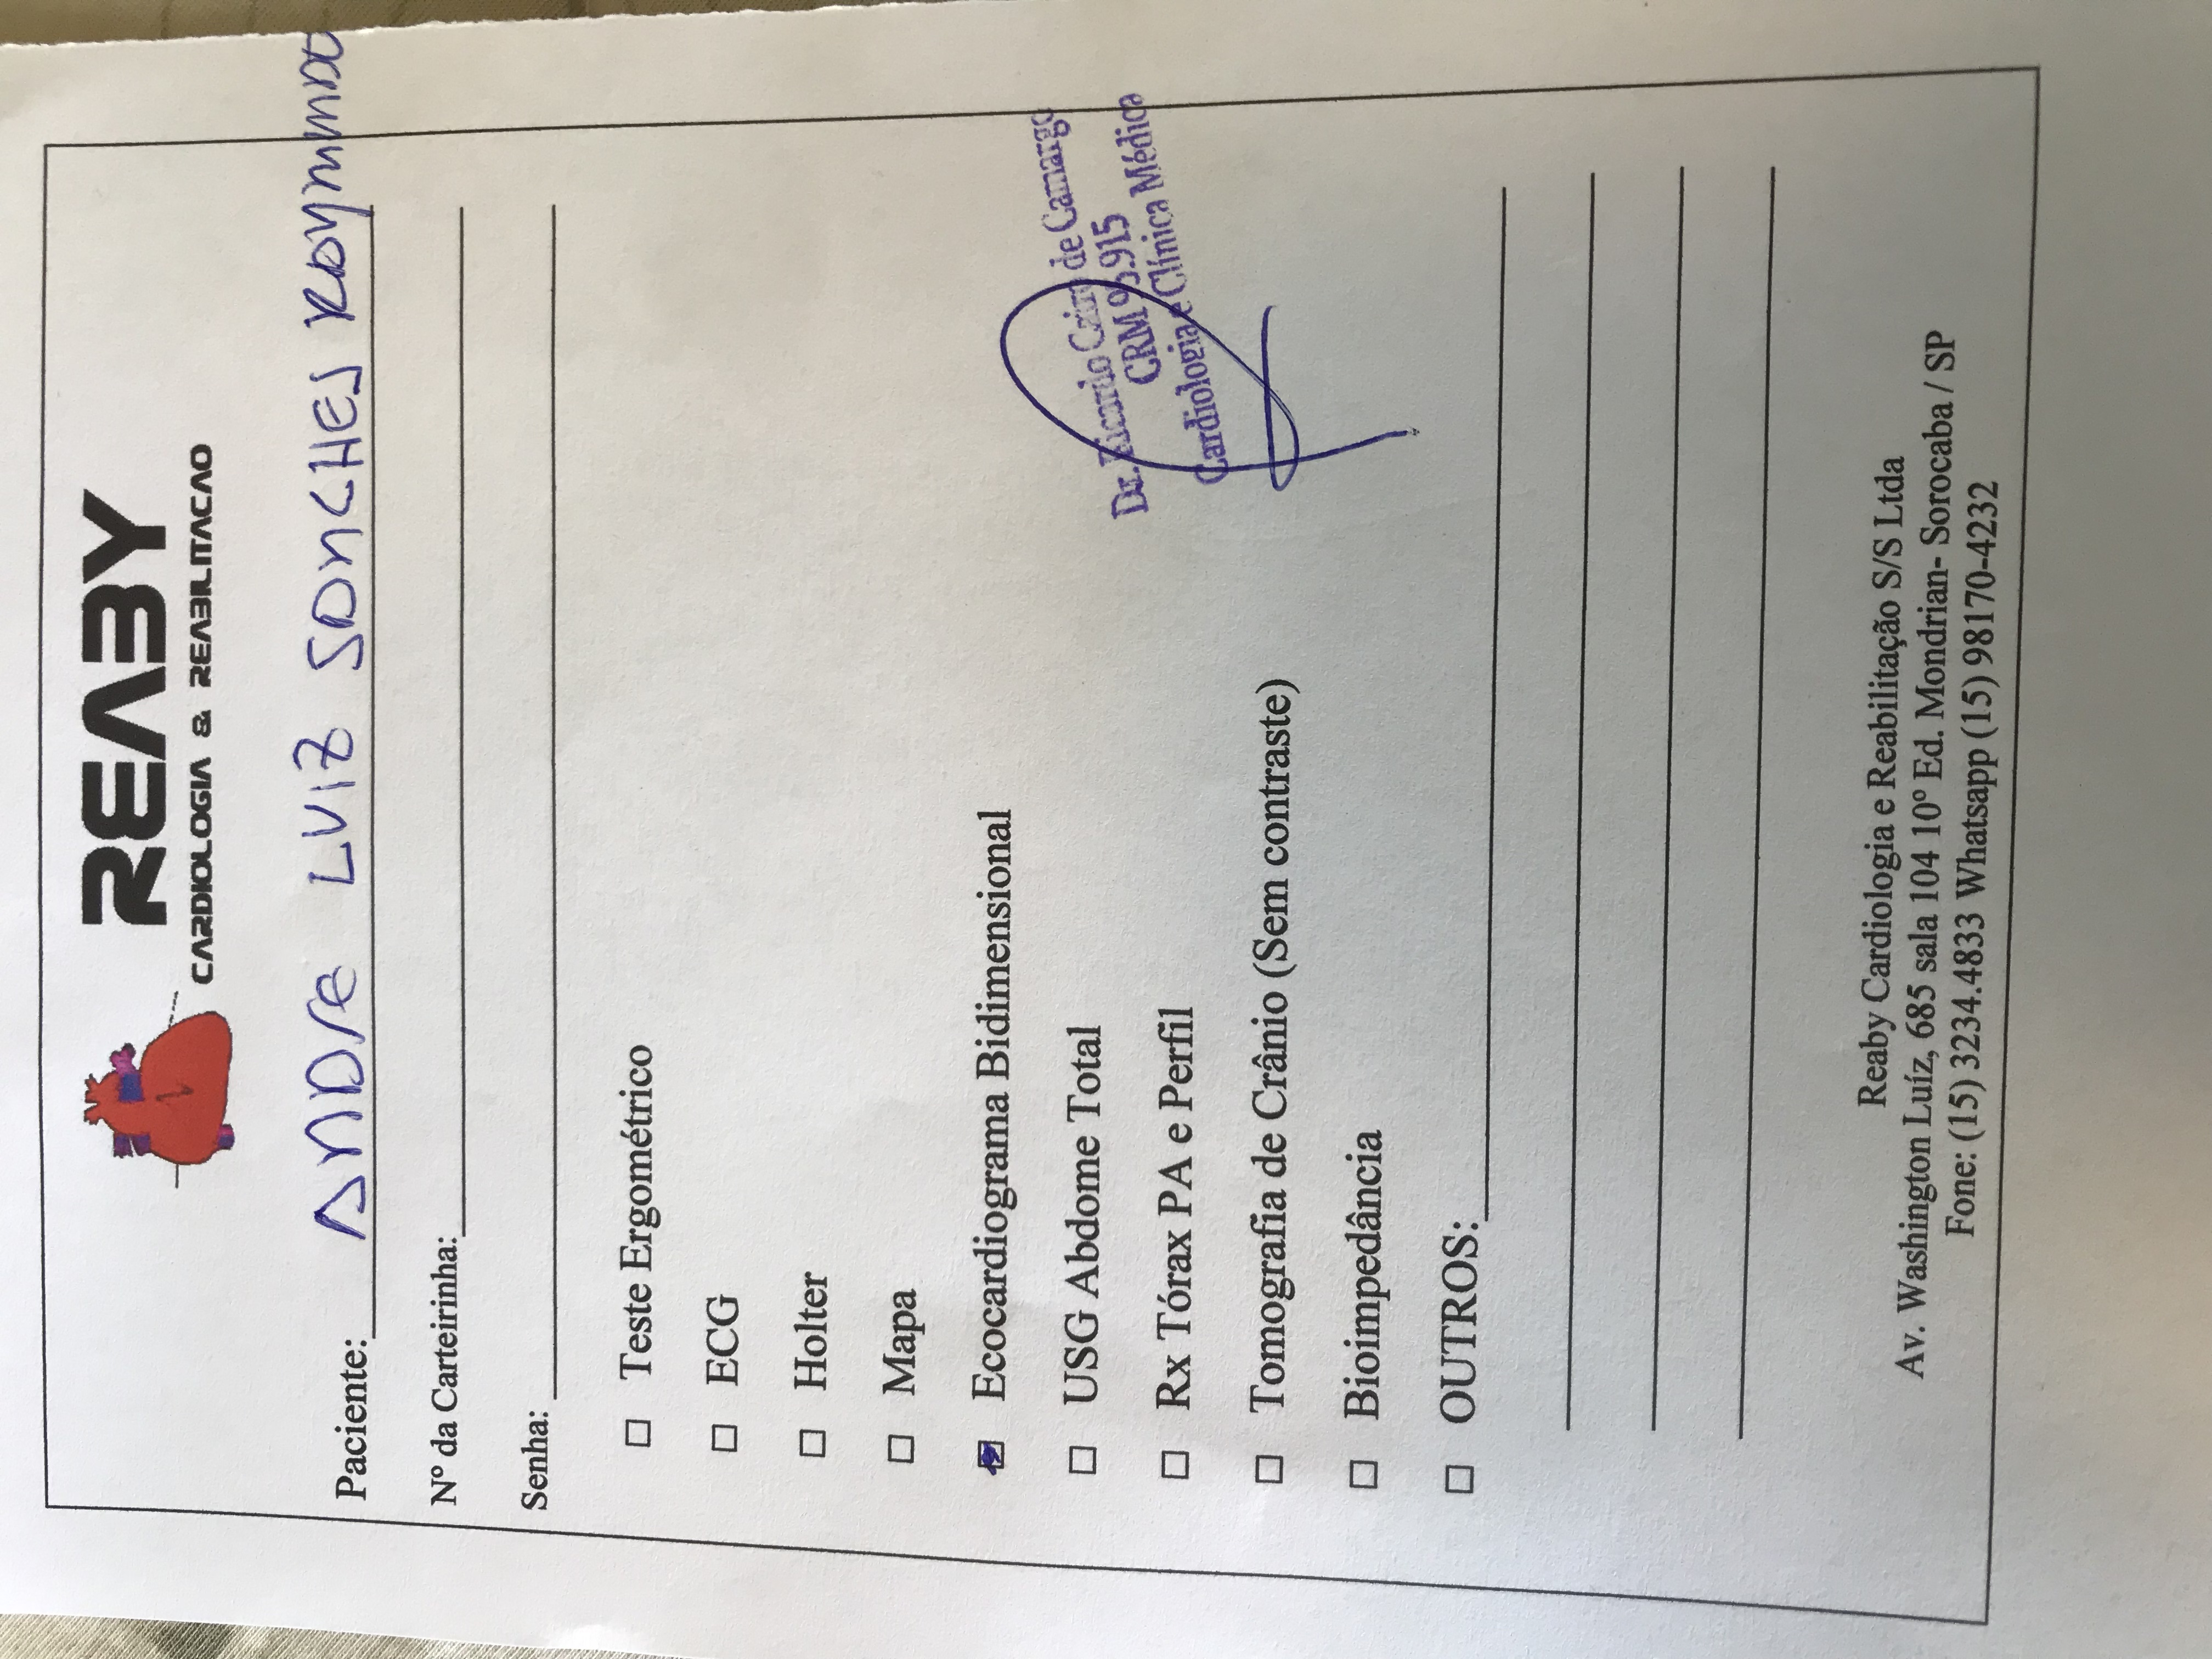 REABY
CARDIOLOGIA & REABILITACAO
Paciente: ANDRE LUIZ SANCHES RAYMUNDO
Nº da Carteirinha:
Senha:
Teste Ergométrico
ECG
Holter
Mapa
Ecocardiograma Bidimensional
USG Abdome Total
Rx Tórax PA e Perfil
Tomografia de Crânio (Sem contraste)
Bioimpedância
OUTROS:
Dr. Ricardo Cairo de Camargo
CRM 95.915
Cardiologia e Clínica Médica
Reaby Cardiologia e Reabilitação S/S Ltda
Av. Washington Luíz, 685 sala 104 10º Ed. Mondrian- Sorocaba / SP
Fone: (15) 3234.4833 Whatsapp (15) 98170-4232